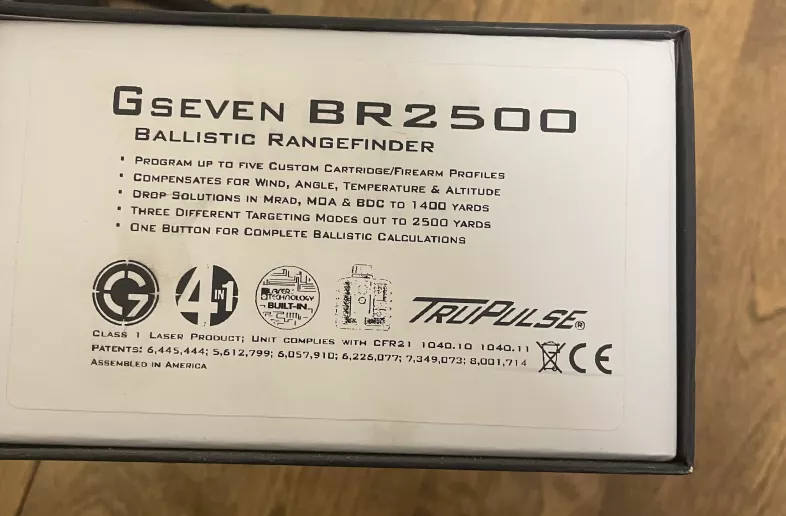 GSEVEN BR2500
BALLISTIC RANGEFINDER
• PROGRAM UP TO FIVE CUSTOM CARTRIDGE/FIREARM PROFILES
• COMPENSATES FOR WIND, ANGLE, TEMPERATURE & ALTITUDE
• DROP SOLUTIONS IN MRAD, MOA & BDC TO 1400 YARDS
• THREE DIFFERENT TARGETING MODES OUT TO 2500 YARDS
• ONE BUTTON FOR COMPLETE BALLISTIC CALCULATIONS
G7
4 IN 1
LASER TECHNOLOGY BUILT-IN
TRUPULSE®
CLASS 1 LASER PRODUCT; UNIT COMPLIES WITH CFR21 1040.10 1040.11
PATENTS: 6,445,444; 5,612,799; 6,057,910; 6,226,077; 7,349,073; 8,001,714
CE
ASSEMBLED IN AMERICA